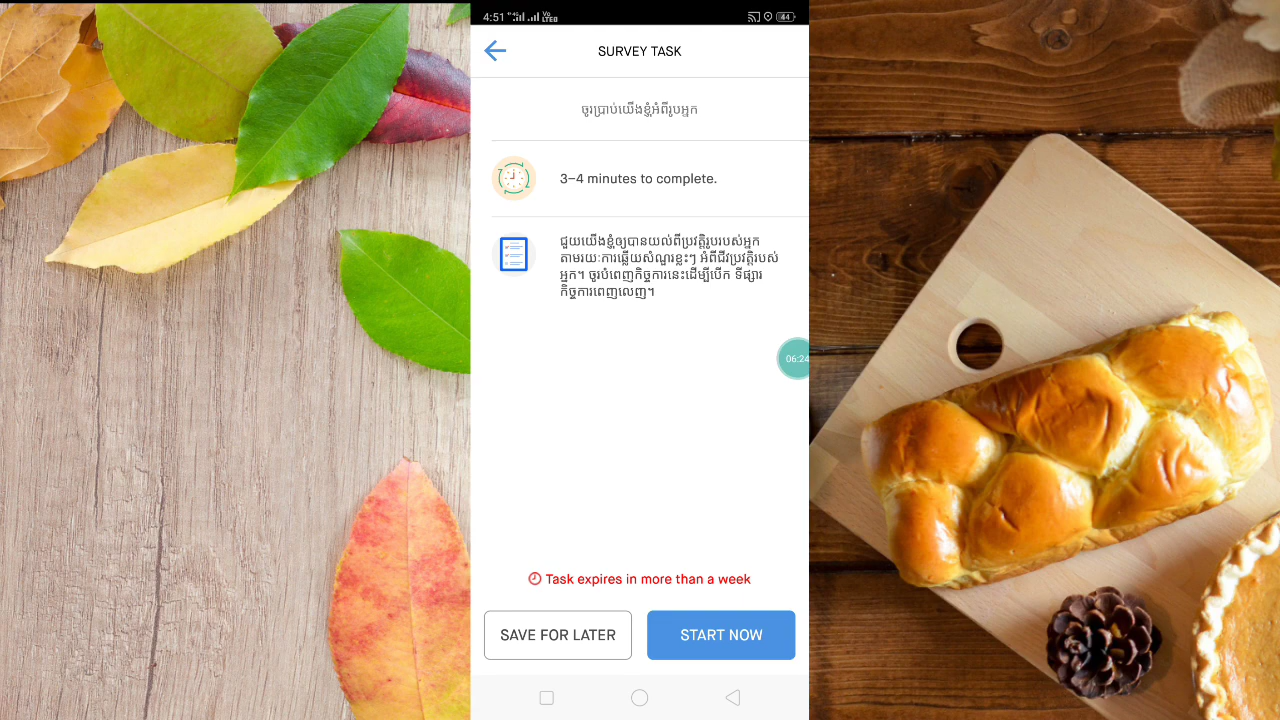 4:51
44
SURVEY TASK
ចូរប្រាប់យើងខ្ញុំអំពីរូបអ្នក
3–4 minutes to complete.
ជួយយើងខ្ញុំឲ្យបានយល់ពីប្រវត្តិរូបរបស់អ្នក
តាមរយៈការឆ្លើយសំណួរខ្លះៗ អំពីជីវប្រវត្តិរបស់
អ្នក។ ចូរបំពេញកិច្ចការនេះដើម្បីបើក ទីផ្សារ
កិច្ចការពេញលេញ។
06:24
Task expires in more than a week
SAVE FOR LATER
START NOW